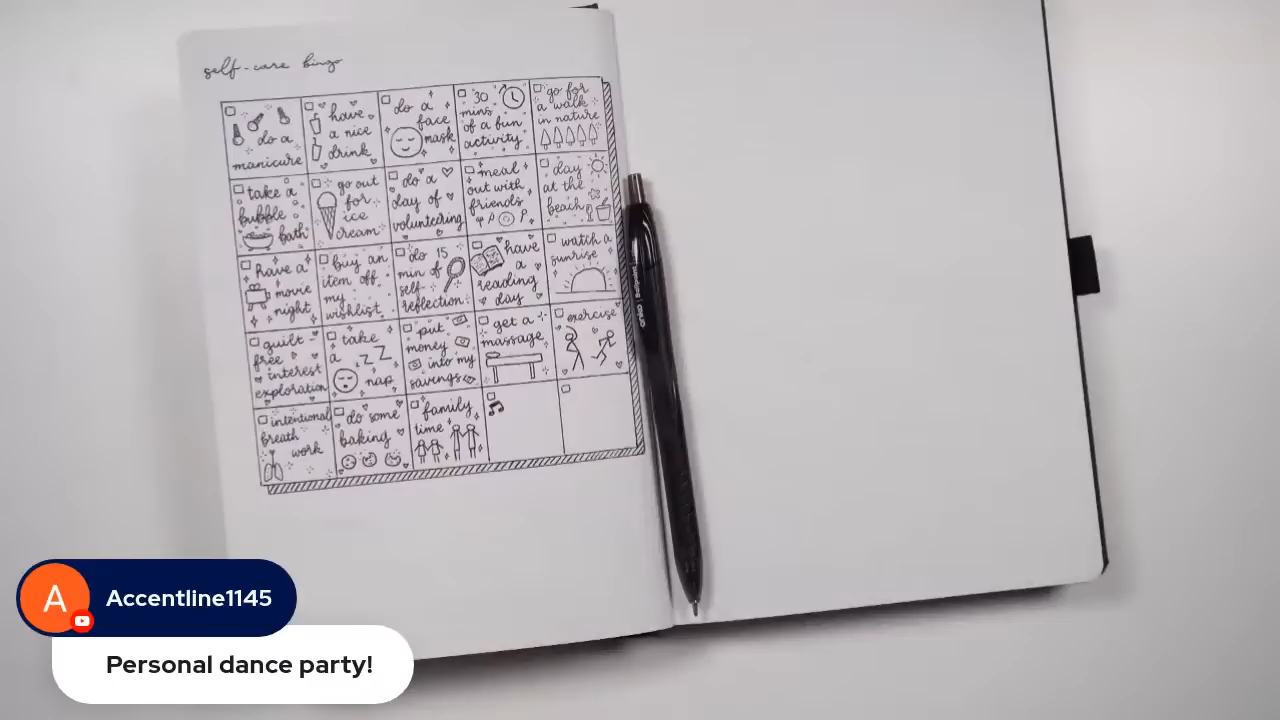 self-care bingo
do a
manicure
have
a nice
drink
do a
face
mask
30
mins
of a fun
activity
go for
a walk
in nature
take a
bubble
bath
go out
for
ice
cream
do a
day of
volunteering
meal
out with
friends
day
at the
beach
have a
movie
night
buy an
item off
my
wishlist
do 15
min of
self-
reflection
have
a
reading
day
watch a
sunrise
guilt-
free
interest
exploration
take
a
nap
z z Z
put
money
into my
savings
get a
massage
exercise
intentional
breath
work
do some
baking
family
time
A
Accentline1145
Personal dance party!